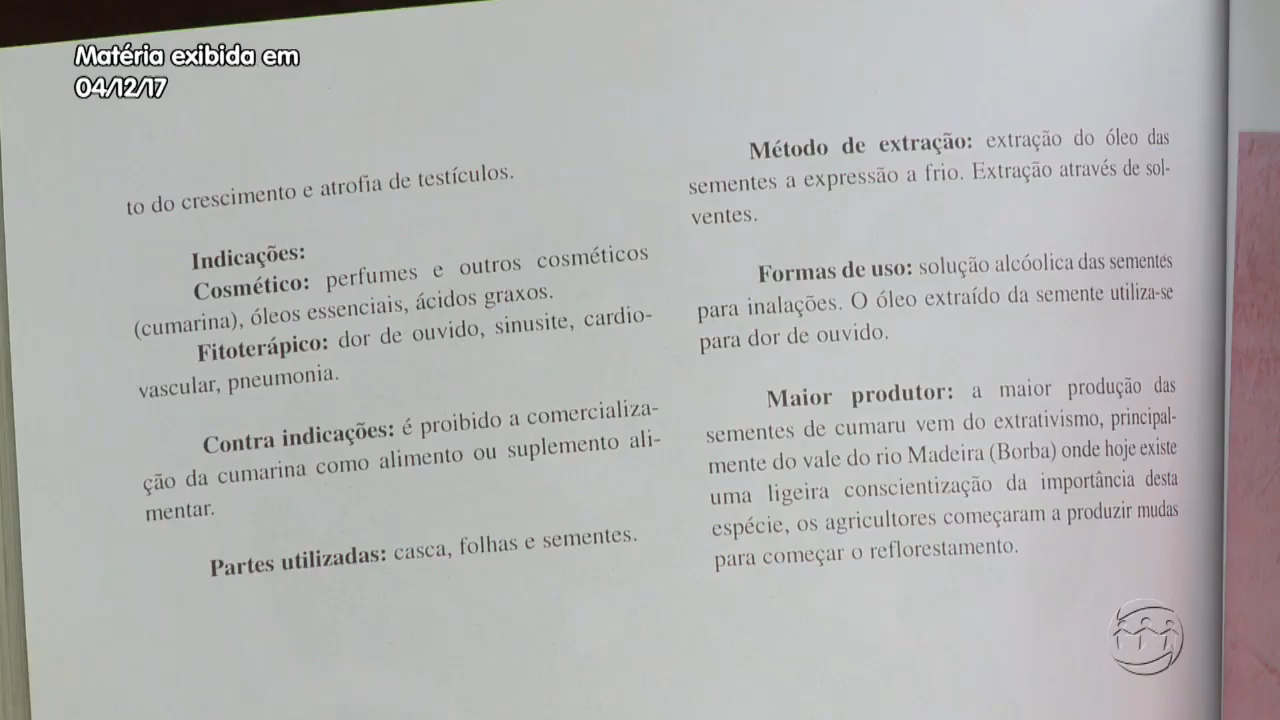 Matéria exibida em
04/12/17
to do crescimento e atrofia de testículos.
Indicações:
Cosmético: perfumes e outros cosméticos
(cumarina), óleos essenciais, ácidos graxos.
Fitoterápico: dor de ouvido, sinusite, cardio-
vascular, pneumonia.
Contra indicações: é proibido a comercializa-
ção da cumarina como alimento ou suplemento ali-
mentar.
Partes utilizadas: casca, folhas e sementes.
Método de extração: extração do óleo das
sementes a expressão a frio. Extração através de sol-
ventes.
Formas de uso: solução alcóolica das sementes
para inalações. O óleo extraído da semente utiliza-se
para dor de ouvido.
Maior produtor: a maior produção das
sementes de cumaru vem do extrativismo, principal-
mente do vale do rio Madeira (Borba) onde hoje existe
uma ligeira conscientização da importância desta
espécie, os agricultores começaram a produzir mudas
para começar o reflorestamento.